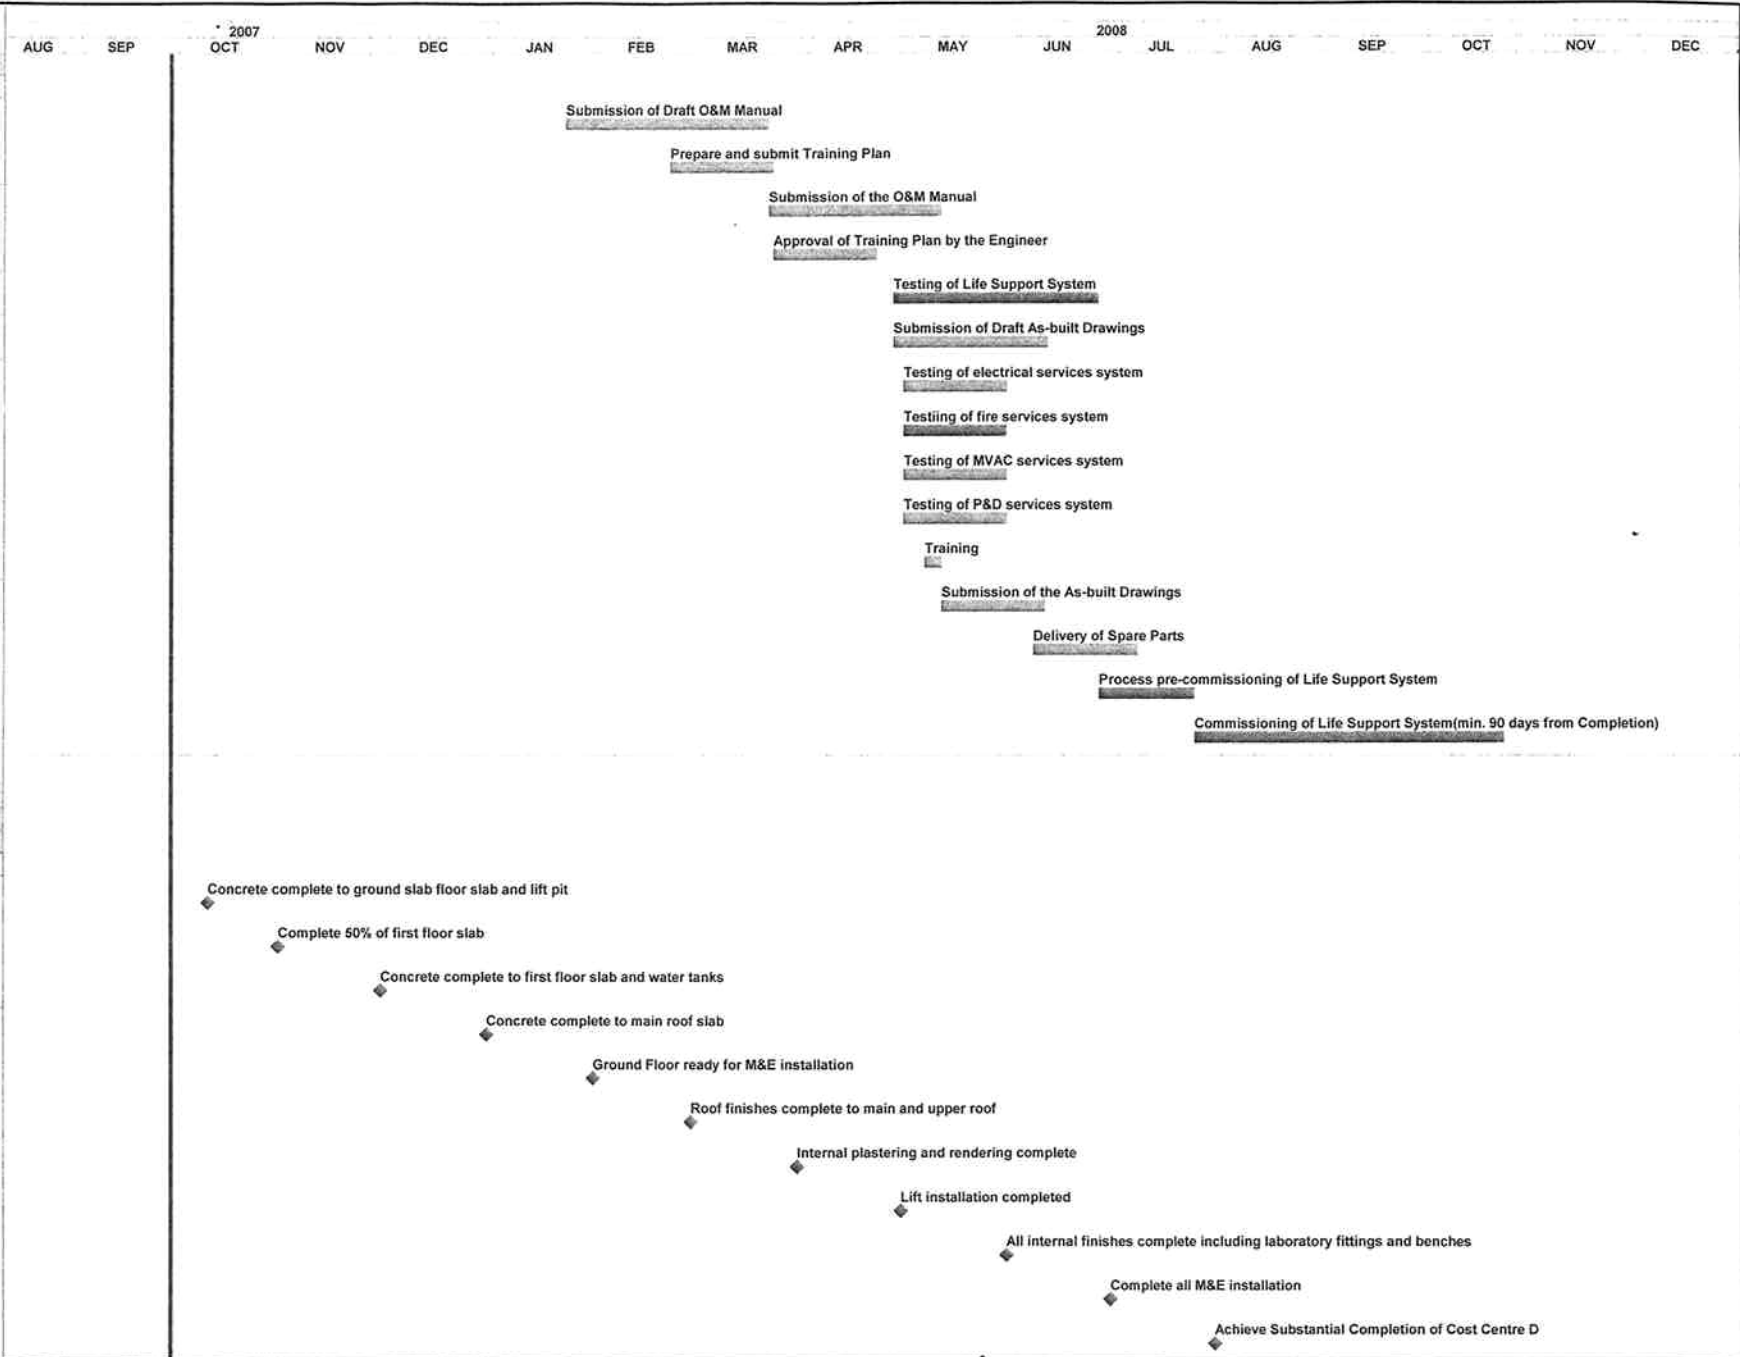 2007 2008
AUG SEP OCT NOV DEC JAN FEB MAR APR MAY JUN JUL AUG SEP OCT NOV DEC
Submission of Draft O&M Manual
Prepare and submit Training Plan
Submission of the O&M Manual
Approval of Training Plan by the Engineer
Testing of Life Support System
Submission of Draft As-built Drawings
Testing of electrical services system
Testiing of fire services system
Testing of MVAC services system
Testing of P&D services system
Training
Submission of the As-built Drawings
Delivery of Spare Parts
Process pre-commissioning of Life Support System
Commissioning of Life Support System(min. 90 days from Completion)
Concrete complete to ground slab floor slab and lift pit
Complete 50% of first floor slab
Concrete complete to first floor slab and water tanks
Concrete complete to main roof slab
Ground Floor ready for M&E installation
Roof finishes complete to main and upper roof
Internal plastering and rendering complete
Lift installation completed
All internal finishes complete including laboratory fittings and benches
Complete all M&E installation
Achieve Substantial Completion of Cost Centre D